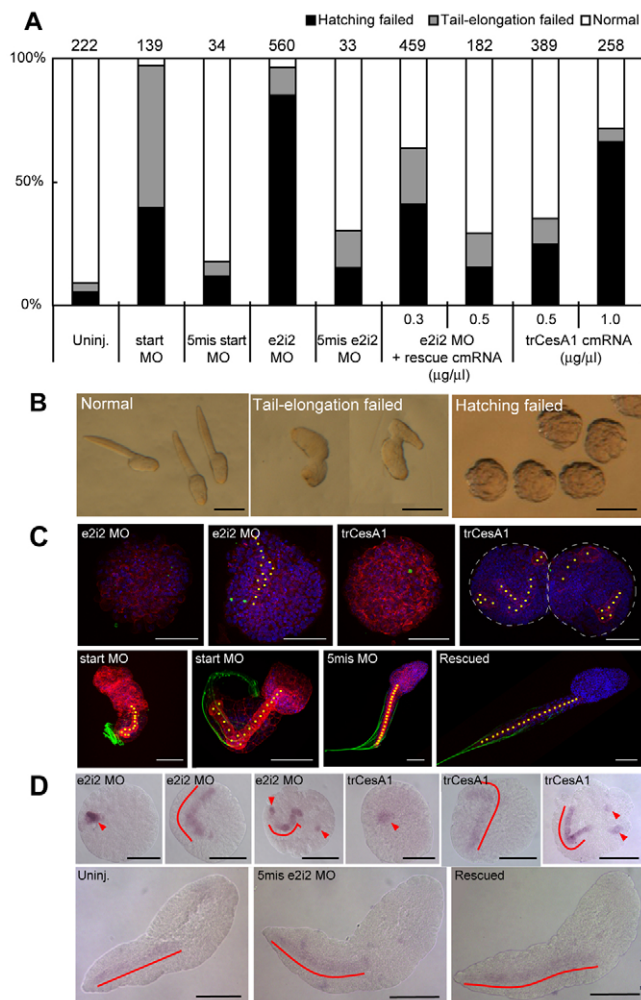 A
Hatching failed Tail-elongation failed Normal
222 139 34 560 33 459 182 389 258
100%
50%
0%
0.3 0.5 0.5 1.0
Uninj. start MO 5mis start MO e2i2 MO 5mis e2i2 MO e2i2 MO + rescue cmRNA (µg/µl) trCesA1 cmRNA (µg/µl)
B
Normal Tail-elongation failed Hatching failed
C
e2i2 MO e2i2 MO trCesA1 trCesA1
start MO start MO 5mis MO Rescued
D
e2i2 MO e2i2 MO e2i2 MO trCesA1 trCesA1 trCesA1
Uninj. 5mis e2i2 MO Rescued